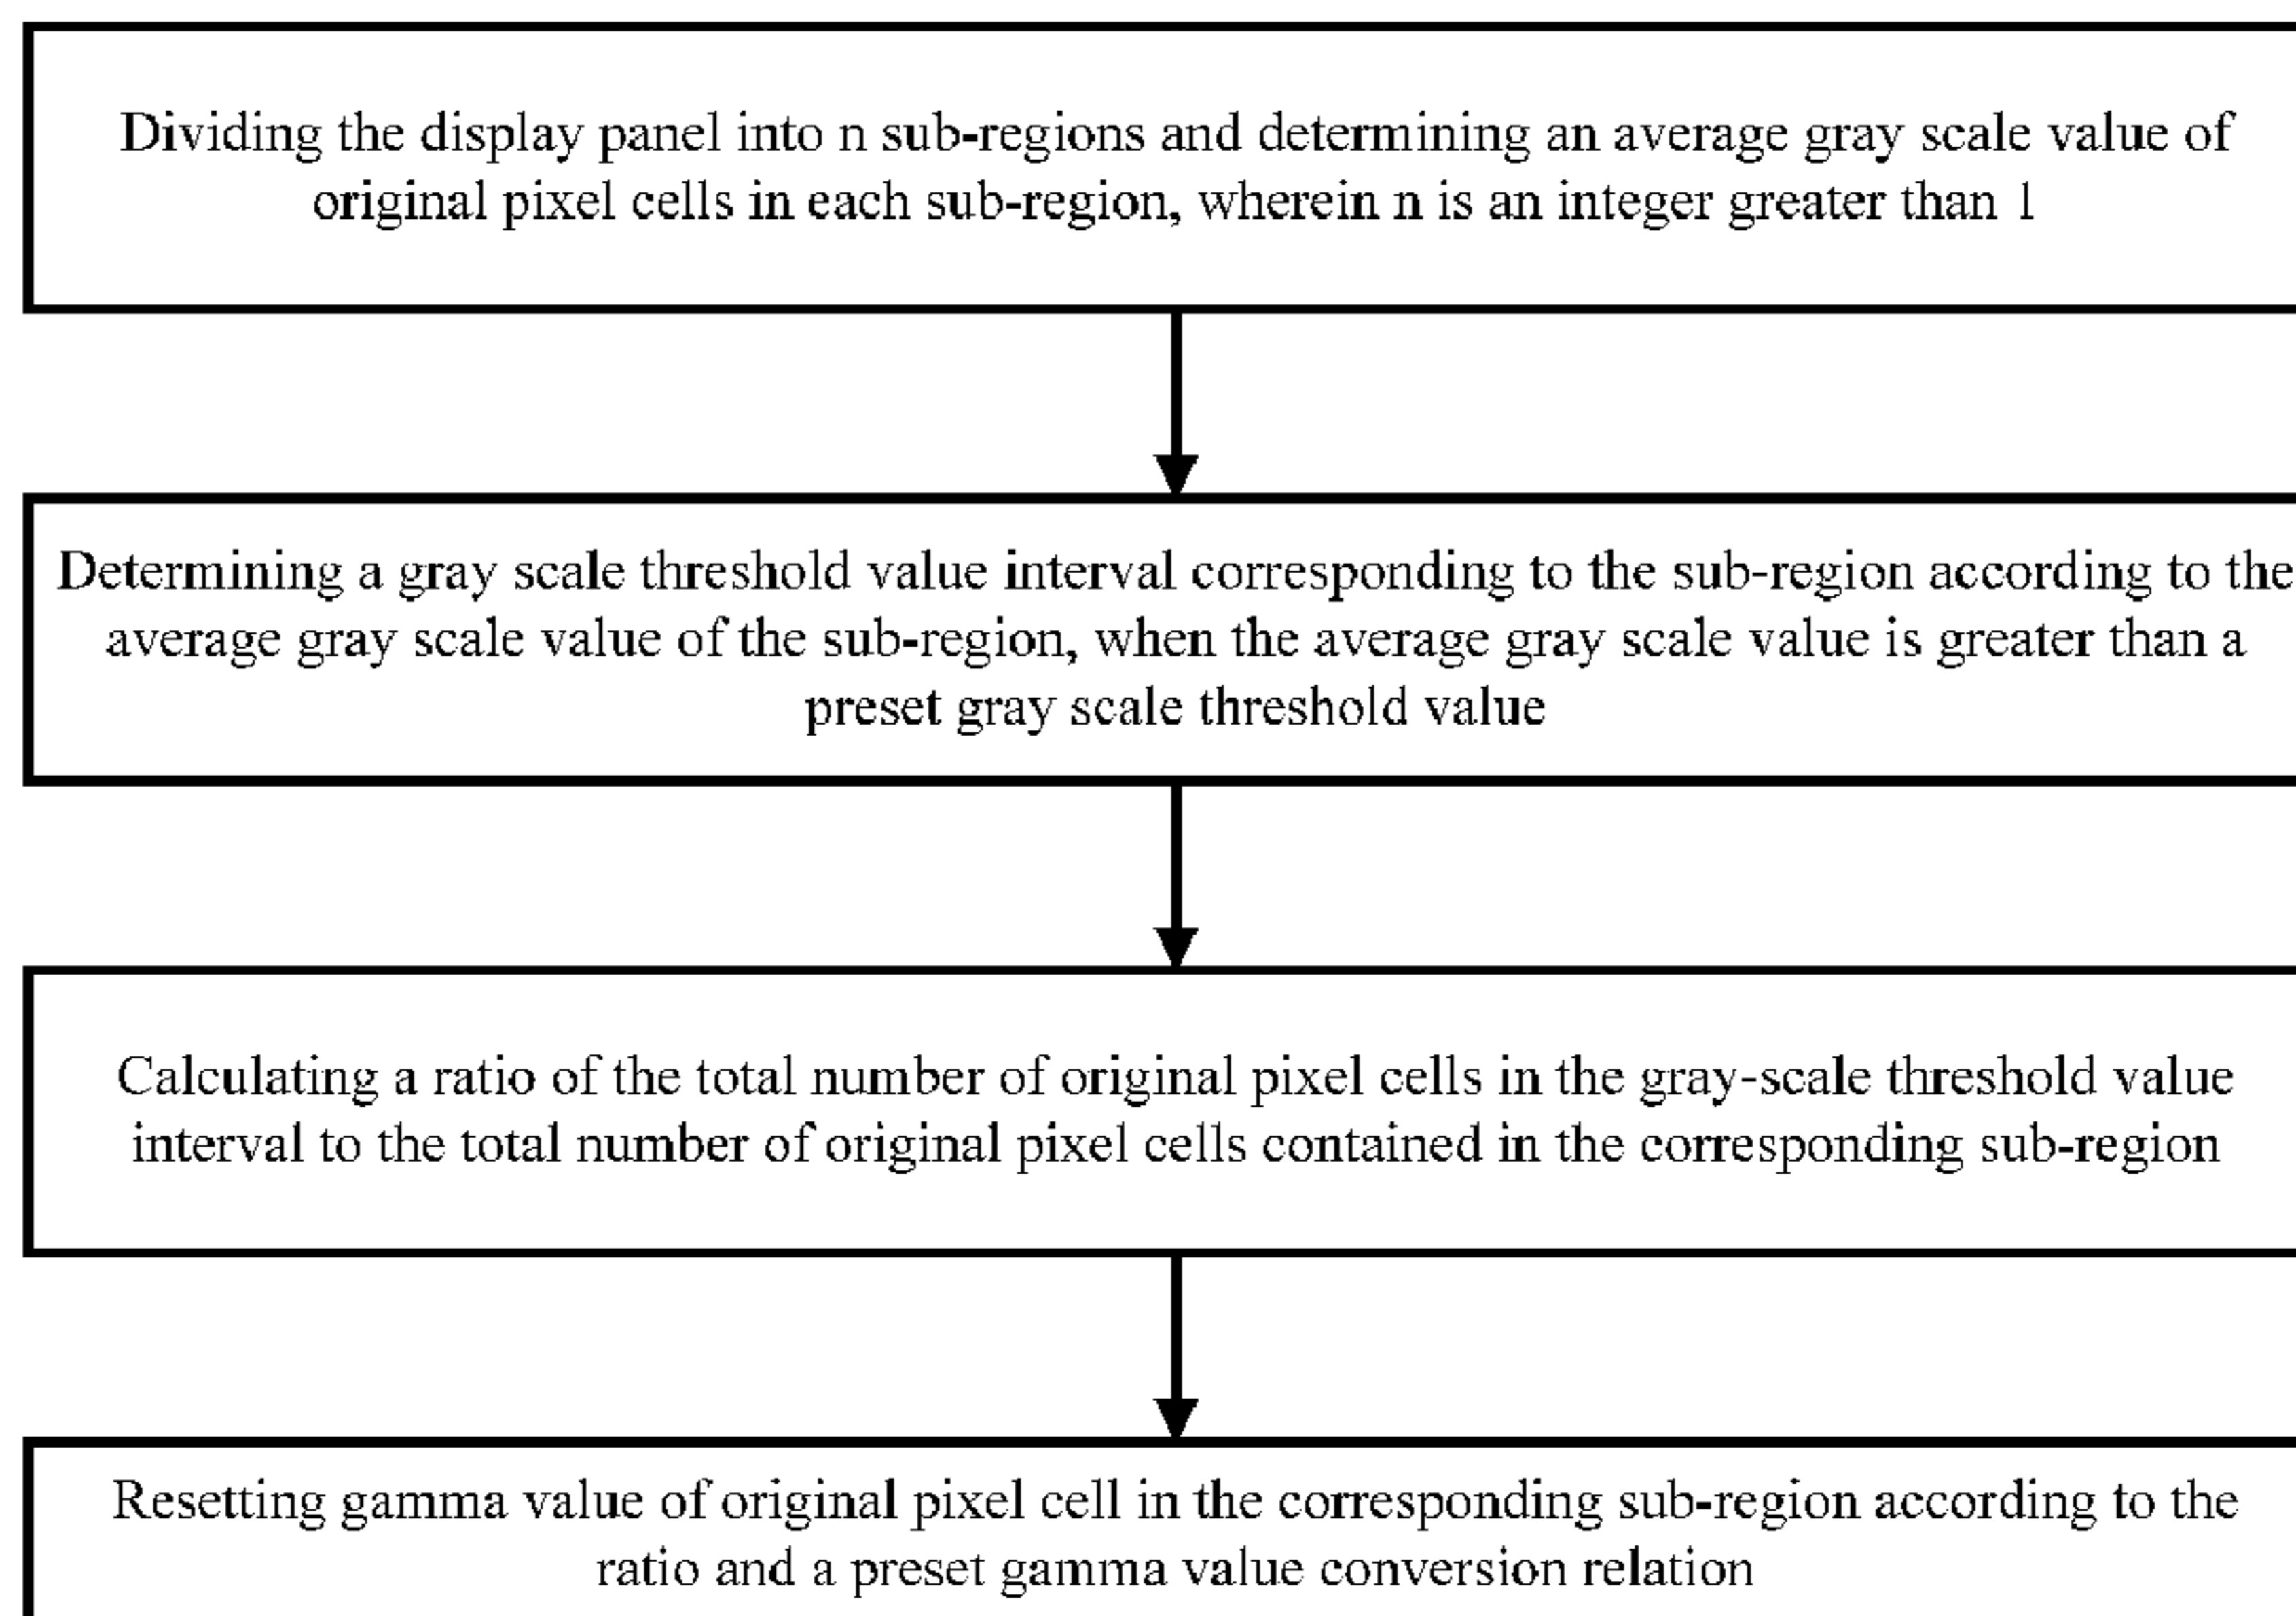 Dividing the display panel into n sub-regions and determining an average gray scale value of
original pixel cells in each sub-region, wherein n is an integer greater than 1
Determining a gray scale threshold value interval corresponding to the sub-region according to the
average gray scale value of the sub-region, when the average gray scale value is greater than a
preset gray scale threshold value
Calculating a ratio of the total number of original pixel cells in the gray-scale threshold value
interval to the total number of original pixel cells contained in the corresponding sub-region
Resetting gamma value of original pixel cell in the corresponding sub-region according to the
ratio and a preset gamma value conversion relation